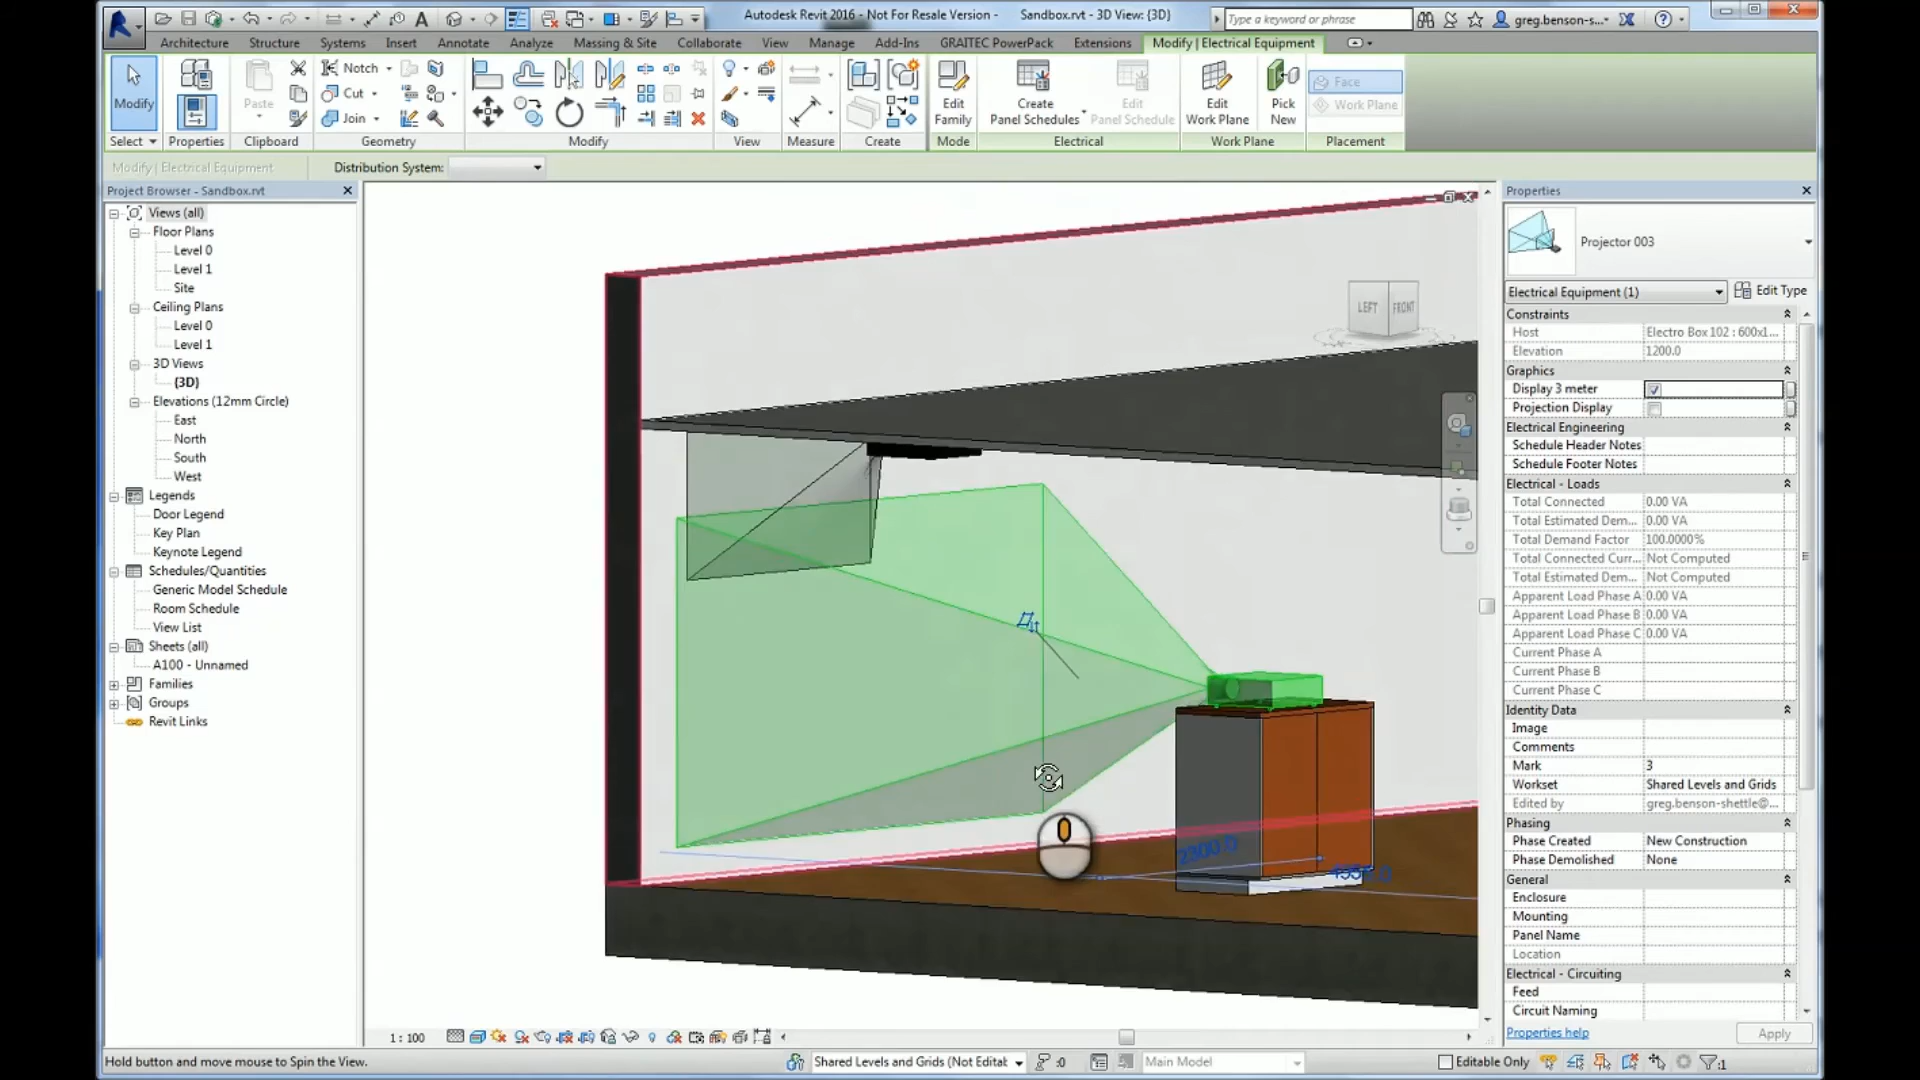 Autodesk Revit 2016 - Not For Resale Version - Sandbox.rvt - 3D View: {3D}
Type a keyword or phrase
greg.benson-s...
Architecture Structure Systems Insert Annotate Analyze Massing & Site Collaborate View Manage Add-Ins GRAITEC PowerPack Extensions Modify | Electrical Equipment
Modify
Paste
Notch
Cut
Join
Edit Family
Create Panel Schedules
Edit Panel Schedule
Edit Work Plane
Pick New
Face
Work Plane
Select Properties Clipboard Geometry Modify View Measure Create Mode Electrical Work Plane Placement
Modify | Electrical Equipment
Distribution System:
Project Browser - Sandbox.rvt
Views (all)
Floor Plans
Level 0
Level 1
Site
Ceiling Plans
Level 0
Level 1
3D Views
{3D}
Elevations (12mm Circle)
East
North
South
West
Legends
Door Legend
Key Plan
Keynote Legend
Schedules/Quantities
Generic Model Schedule
Room Schedule
View List
Sheets (all)
A100 - Unnamed
Families
Groups
Revit Links
LEFT FRONT
2300.0
Properties
Projector 003
Electrical Equipment (1)
Edit Type
Constraints
Host Electro Box 102 : 600x1...
Elevation 1200.0
Graphics
Display 3 meter
Projection Display
Electrical Engineering
Schedule Header Notes
Schedule Footer Notes
Electrical - Loads
Total Connected 0.00 VA
Total Estimated Dem... 0.00 VA
Total Demand Factor 100.0000%
Total Connected Curr... Not Computed
Total Estimated Dem... Not Computed
Apparent Load Phase A 0.00 VA
Apparent Load Phase B 0.00 VA
Apparent Load Phase C 0.00 VA
Current Phase A
Current Phase B
Current Phase C
Identity Data
Image
Comments
Mark 3
Workset Shared Levels and Grids
Edited by greg.benson-shettle@...
Phasing
Phase Created New Construction
Phase Demolished None
General
Enclosure
Mounting
Panel Name
Location
Electrical - Circuiting
Feed
Circuit Naming
Properties help
Apply
1 : 100
Hold button and move mouse to Spin the View.
Shared Levels and Grids (Not Editat
:0
Main Model
Editable Only
:1